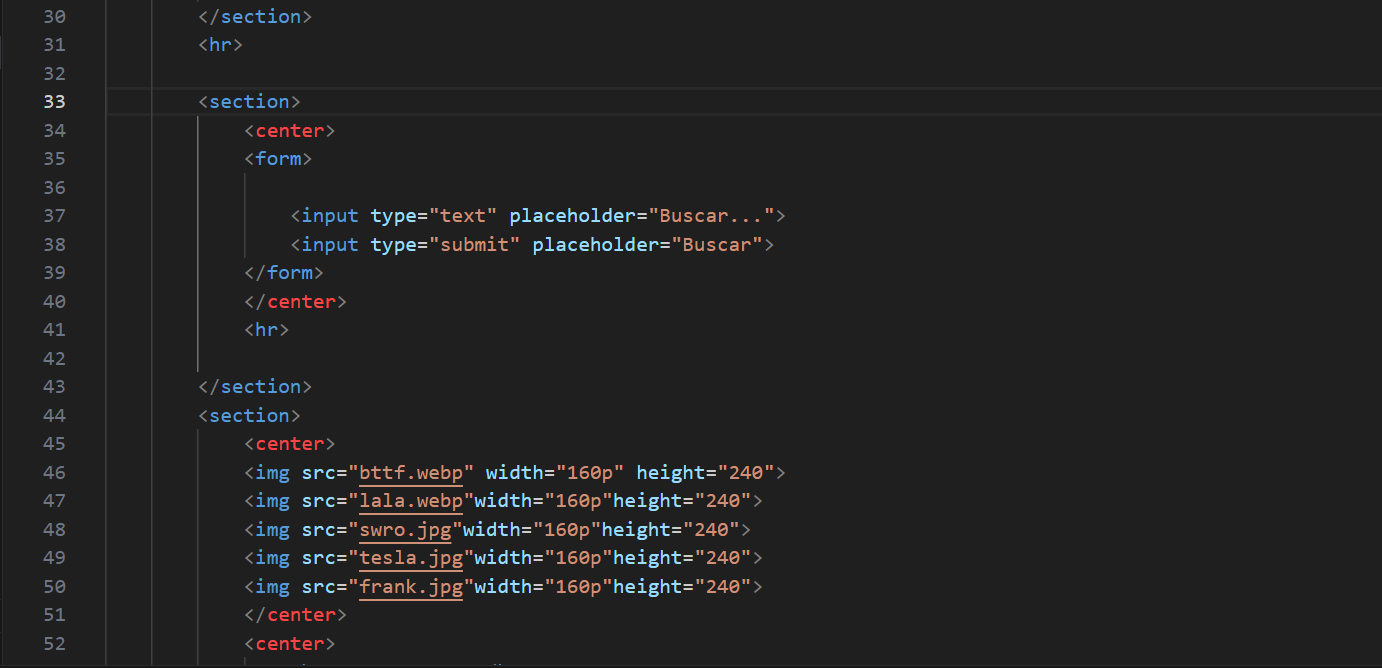 30 </section>
31 <hr>
32
33 <section>
34 <center>
35 <form>
36
37 <input type="text" placeholder="Buscar...">
38 <input type="submit" placeholder="Buscar">
39 </form>
40 </center>
41 <hr>
42
43 </section>
44 <section>
45 <center>
46 <img src="bttf.webp" width="160p" height="240">
47 <img src="lala.webp"width="160p"height="240">
48 <img src="swro.jpg"width="160p"height="240">
49 <img src="tesla.jpg"width="160p"height="240">
50 <img src="frank.jpg"width="160p"height="240">
51 </center>
52 <center>